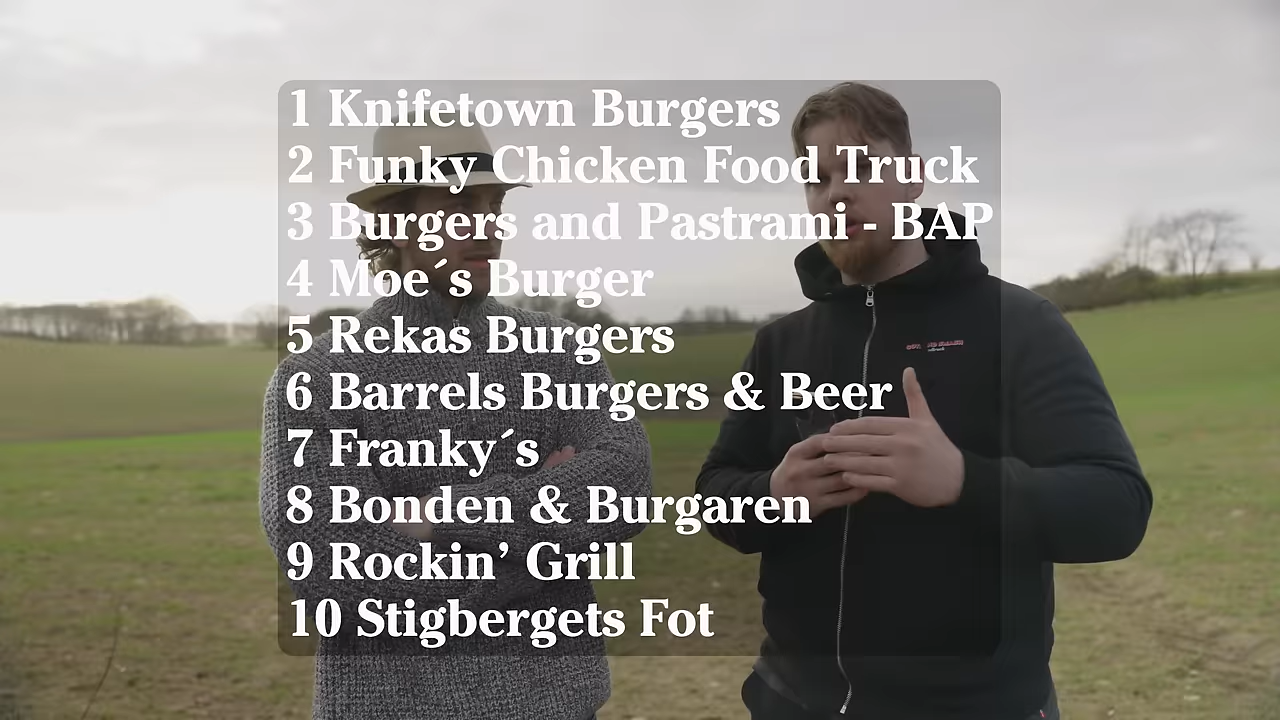 1 Knifetown Burgers
2 Funky Chicken Food Truck
3 Burgers and Pastrami - BAP
4 Moe´s Burger
5 Rekas Burgers
6 Barrels Burgers & Beer
7 Franky´s
8 Bonden & Burgaren
9 Rockin’ Grill
10 Stigbergets Fot